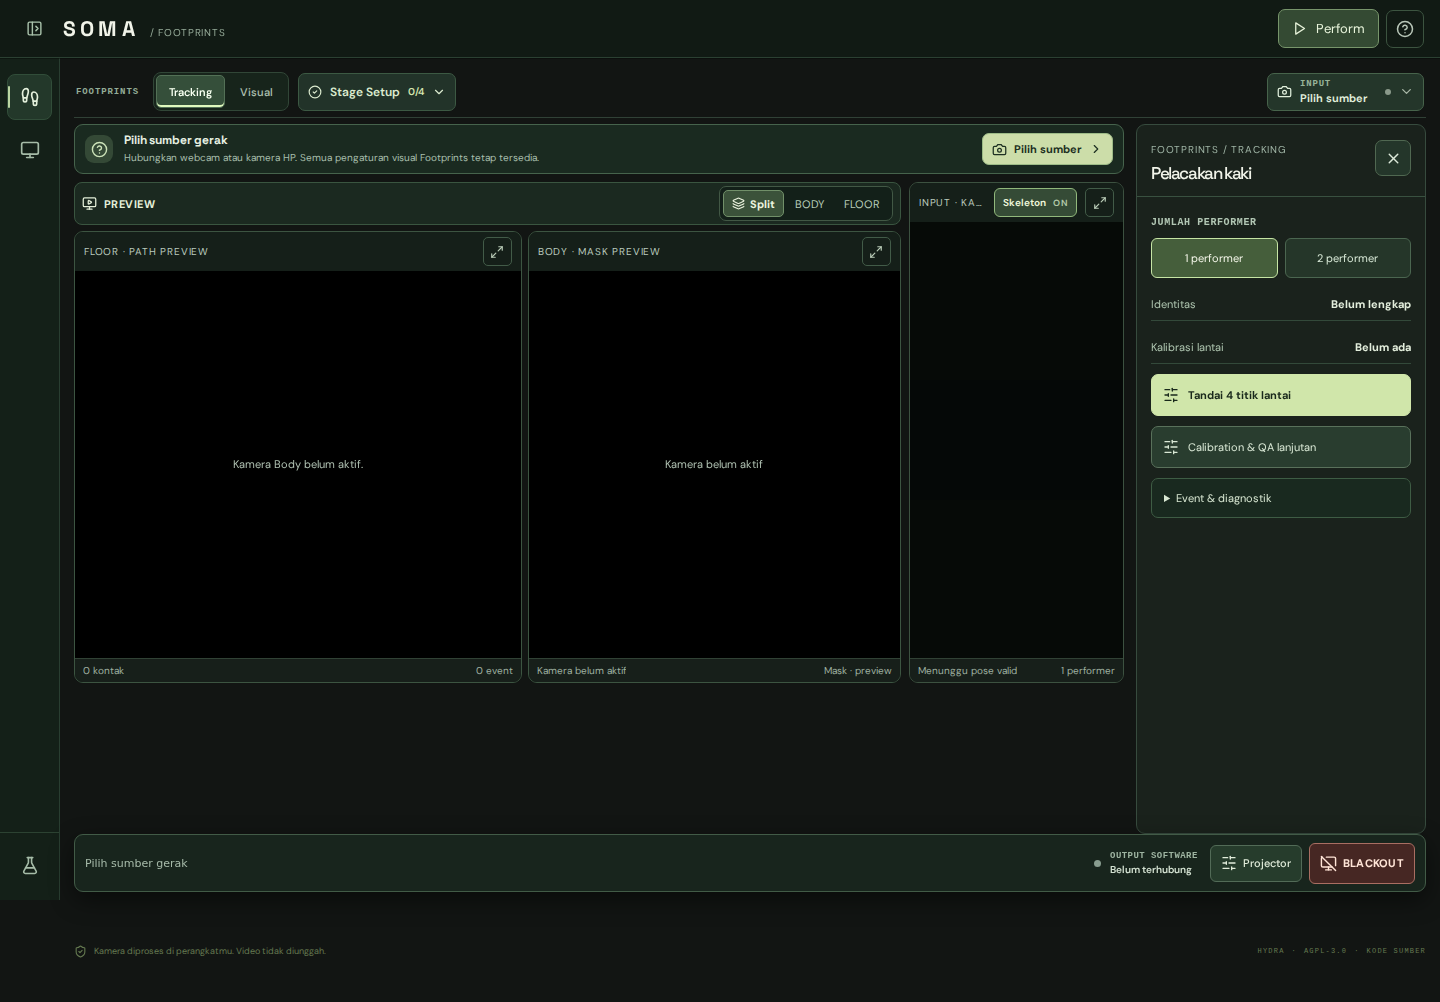 SOMA / FOOTPRINTS
Perform
FOOTPRINTS
Tracking
Visual
Stage Setup 0/4
INPUT
Pilih sumber
Pilih sumber gerak
Hubungkan webcam atau kamera HP. Semua pengaturan visual Footprints tetap tersedia.
Pilih sumber
PREVIEW
Split
BODY
FLOOR
INPUT · KA...
Skeleton ON
FLOOR · PATH PREVIEW
BODY · MASK PREVIEW
Kamera Body belum aktif.
Kamera belum aktif
0 kontak
0 event
Kamera belum aktif
Mask · preview
Menunggu pose valid
1 performer
FOOTPRINTS / TRACKING
Pelacakan kaki
JUMLAH PERFORMER
1 performer
2 performer
Identitas
Belum lengkap
Kalibrasi lantai
Belum ada
Tandai 4 titik lantai
Calibration & QA lanjutan
Event & diagnostik
Pilih sumber gerak
OUTPUT SOFTWARE
Belum terhubung
Projector
BLACKOUT
Kamera diproses di perangkatmu. Video tidak diunggah.
HYDRA · AGPL-3.0 · KODE SUMBER